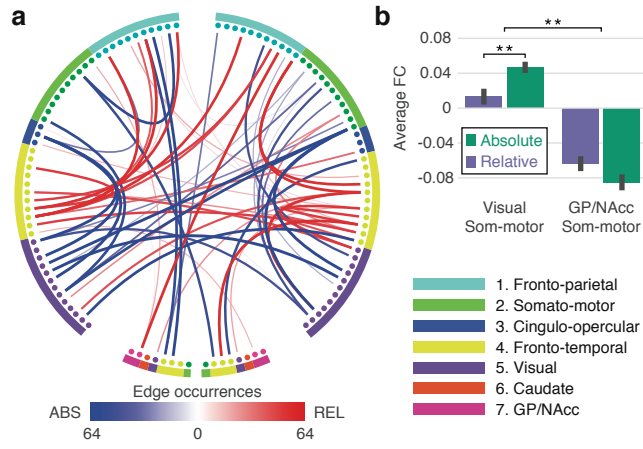 a
Edge occurrences
ABS
REL
64
0
64
b
**
**
0.08
0.04
0
-0.04
-0.08
Average FC
Absolute
Relative
Visual
Som-motor
GP/NAcc
Som-motor
1. Fronto-parietal
2. Somato-motor
3. Cingulo-opercular
4. Fronto-temporal
5. Visual
6. Caudate
7. GP/NAcc